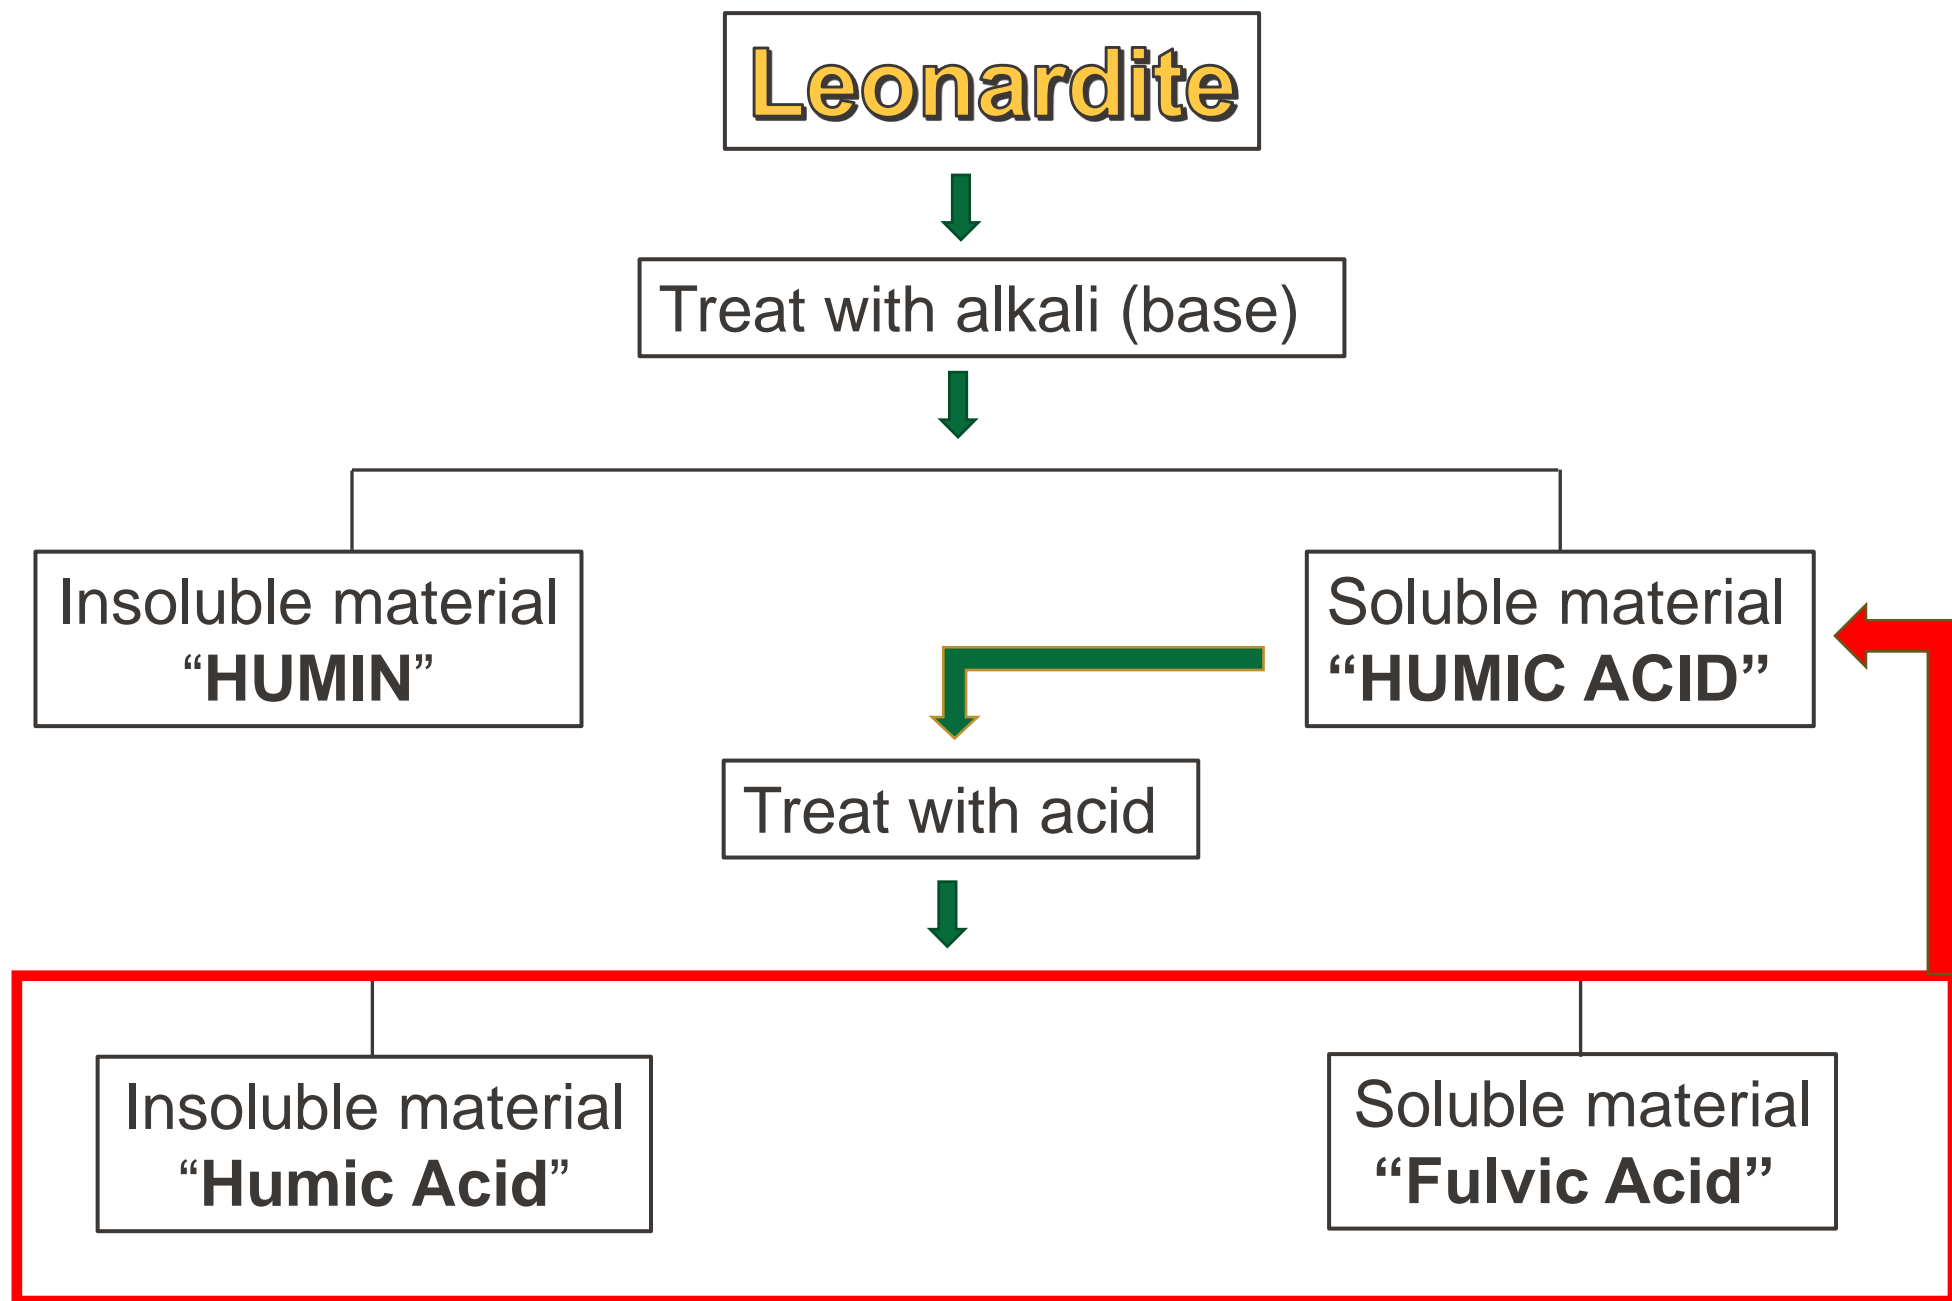 Leonardite
Treat with alkali (base)
Insoluble material
“HUMIN”
Soluble material
“HUMIC ACID”
Treat with acid
Insoluble material
“Humic Acid”
Soluble material
“Fulvic Acid”